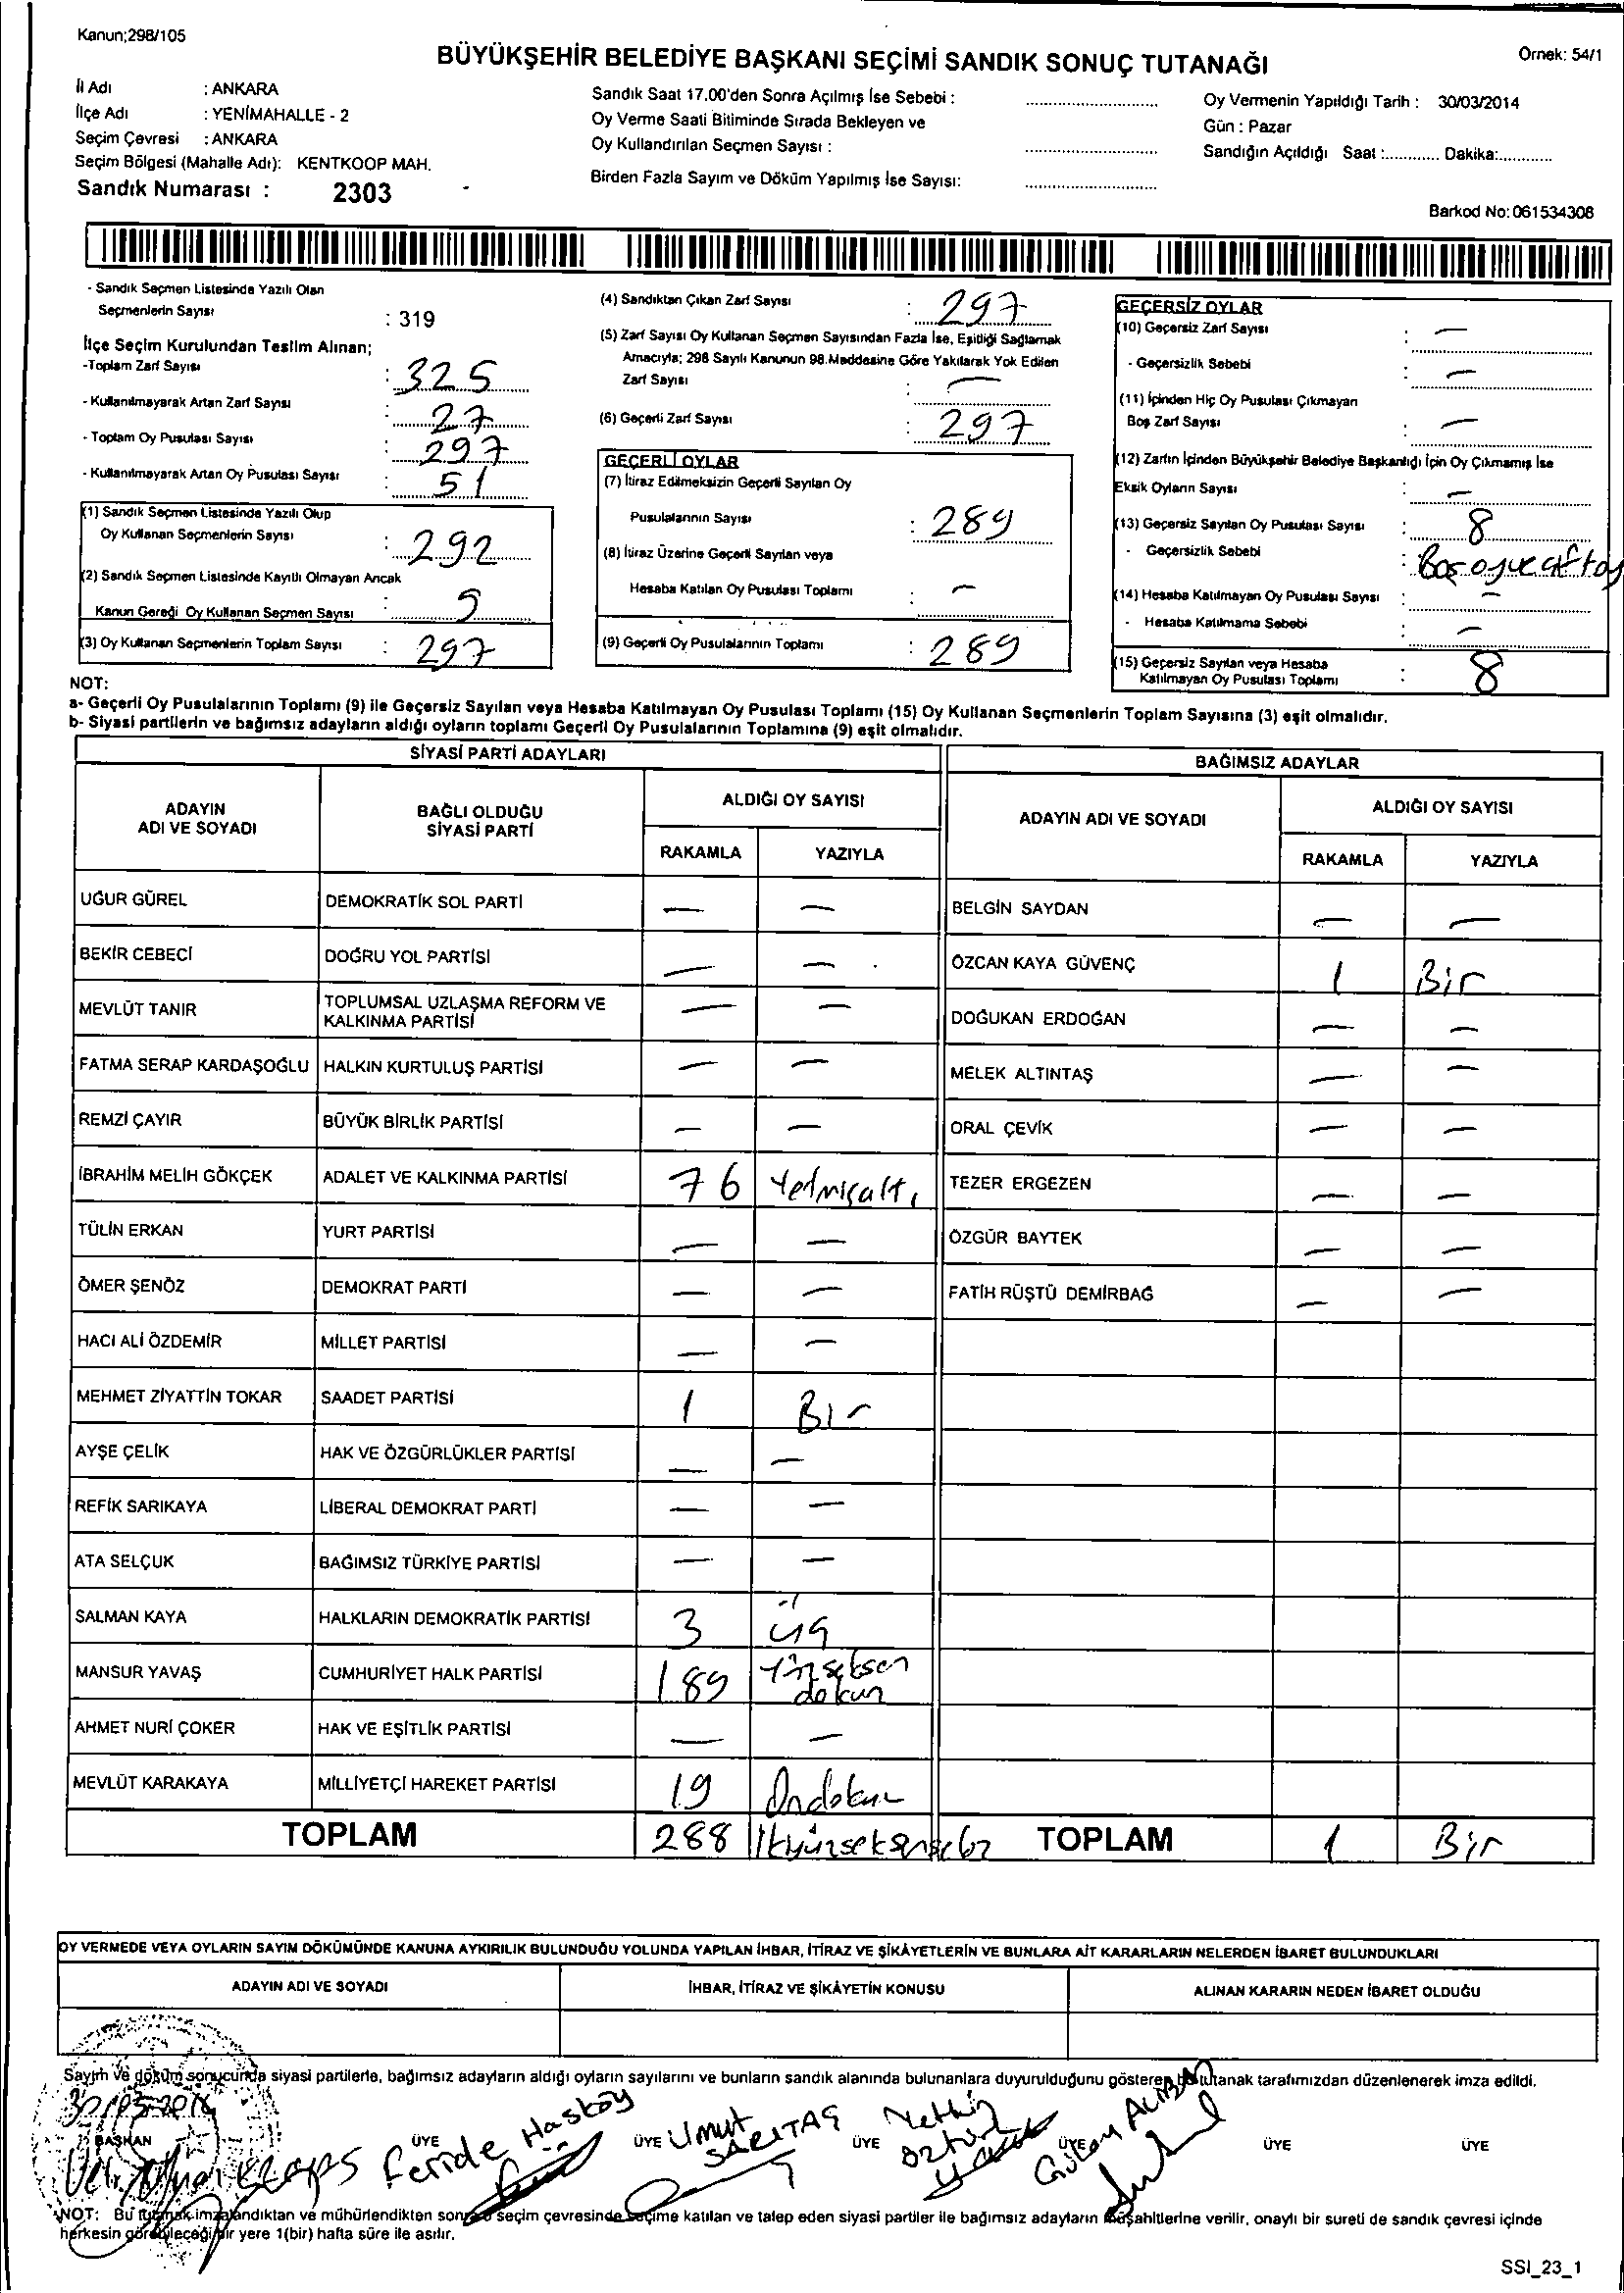 Kanun;298/105
Örnek: 54/1
BÜYÜKŞEHİR BELEDİYE BAŞKANI SEÇİMİ SANDIK SONUÇ TUTANAĞI
İl Adı : ANKARA
İlçe Adı : YENİMAHALLE - 2
Seçim Çevresi : ANKARA
Seçim Bölgesi (Mahalle Adı): KENTKOOP MAH.
Sandık Numarası : 2303
Sandık Saat 17.00'den Sonra Açılmış İse Sebebi :
Oy Verme Saati Bitiminde Sırada Bekleyen ve
Oy Kullandırılan Seçmen Sayısı :
Birden Fazla Sayım ve Döküm Yapılmış İse Sayısı:
Oy Vermenin Yapıldığı Tarih : 30/03/2014
Gün : Pazar
Sandığın Açıldığı Saat :............ Dakika:............
Barkod No: 061534308
- Sandık Seçmen Listesinde Yazılı Olan
Seçmenlerin Sayısı : 319
İlçe Seçim Kurulundan Teslim Alınan;
-Toplam Zarf Sayısı : 325
- Kullanılmayarak Artan Zarf Sayısı : 27
- Toplam Oy Pusulası Sayısı : 297
- Kullanılmayarak Artan Oy Pusulası Sayısı : 51
(1) Sandık Seçmen Listesinde Yazılı Olup
Oy Kullanan Seçmenlerin Sayısı : 292
(2) Sandık Seçmen Listesinde Kayıtlı Olmayan Ancak
Kanun Gereği Oy Kullanan Seçmen Sayısı : 5
(3) Oy Kullanan Seçmenlerin Toplam Sayısı : 297
(4) Sandıktan Çıkan Zarf Sayısı : 297
(5) Zarf Sayısı Oy Kullanan Seçmen Sayısından Fazla İse, Eşitliği Sağlamak
Amacıyla; 298 Sayılı Kanunun 98.Maddesine Göre Yakılarak Yok Edilen
Zarf Sayısı : —
(6) Geçerli Zarf Sayısı : 297
GEÇERLİ OYLAR
(7) İtiraz Edilmeksizin Geçerli Sayılan Oy
Pusulalarının Sayısı : 289
(8) İtiraz Üzerine Geçerli Sayılan veya
Hesaba Katılan Oy Pusulası Toplamı : —
(9) Geçerli Oy Pusulalarının Toplamı : 289
GEÇERSİZ OYLAR
(10) Geçersiz Zarf Sayısı : —
- Geçersizlik Sebebi : —
(11) İçinden Hiç Oy Pusulası Çıkmayan
Boş Zarf Sayısı : —
(12) Zarfın İçinden Büyükşehir Belediye Başkanlığı İçin Oy Çıkmamış İse
Eksik Oyların Sayısı : —
(13) Geçersiz Sayılan Oy Pusulası Sayısı : 8
- Geçersizlik Sebebi :
(14) Hesaba Katılmayan Oy Pusulası Sayısı : —
- Hesaba Katılmama Sebebi : —
(15) Geçersiz Sayılan veya Hesaba
Katılmayan Oy Pusulası Toplamı : 8
NOT:
a- Geçerli Oy Pusulalarının Toplamı (9) ile Geçersiz Sayılan veya Hesaba Katılmayan Oy Pusulası Toplamı (15) Oy Kullanan Seçmenlerin Toplam Sayısına (3) eşit olmalıdır.
b- Siyasi partilerin ve bağımsız adayların aldığı oyların toplamı Geçerli Oy Pusulalarının Toplamına (9) eşit olmalıdır.
SİYASİ PARTİ ADAYLARI
ADAYIN
ADI VE SOYADI
BAĞLI OLDUĞU
SİYASİ PARTİ
ALDIĞI OY SAYISI
RAKAMLA YAZIYLA
UĞUR GÜREL DEMOKRATİK SOL PARTİ — —
BEKİR CEBECİ DOĞRU YOL PARTİSİ — —
MEVLÜT TANIR TOPLUMSAL UZLAŞMA REFORM VE
KALKINMA PARTİSİ — —
FATMA SERAP KARDAŞOĞLU HALKIN KURTULUŞ PARTİSİ — —
REMZİ ÇAYIR BÜYÜK BİRLİK PARTİSİ — —
İBRAHİM MELİH GÖKÇEK ADALET VE KALKINMA PARTİSİ 76 Yetmişaltı
TÜLİN ERKAN YURT PARTİSİ — —
ÖMER ŞENÖZ DEMOKRAT PARTİ — —
HACI ALİ ÖZDEMİR MİLLET PARTİSİ — —
MEHMET ZİYATTİN TOKAR SAADET PARTİSİ 1 Bir
AYŞE ÇELİK HAK VE ÖZGÜRLÜKLER PARTİSİ — —
REFİK SARIKAYA LİBERAL DEMOKRAT PARTİ — —
ATA SELÇUK BAĞIMSIZ TÜRKİYE PARTİSİ — —
SALMAN KAYA HALKLARIN DEMOKRATİK PARTİSİ 3 üç
MANSUR YAVAŞ CUMHURİYET HALK PARTİSİ 189 Yüzseksen
dokuz
AHMET NURİ ÇOKER HAK VE EŞİTLİK PARTİSİ — —
MEVLÜT KARAKAYA MİLLİYETÇİ HAREKET PARTİSİ 19 Ondokuz
TOPLAM 288 İkiyüzseksensekiz
BAĞIMSIZ ADAYLAR
ADAYIN ADI VE SOYADI
ALDIĞI OY SAYISI
RAKAMLA YAZIYLA
BELGİN SAYDAN — —
ÖZCAN KAYA GÜVENÇ 1 Bir
DOĞUKAN ERDOĞAN — —
MELEK ALTINTAŞ — —
ORAL ÇEVİK — —
TEZER ERGEZEN — —
ÖZGÜR BAYTEK — —
FATİH RÜŞTÜ DEMİRBAĞ — —
TOPLAM 1 Bir
OY VERMEDE VEYA OYLARIN SAYIM DÖKÜMÜNDE KANUNA AYKIRILIK BULUNDUĞU YOLUNDA YAPILAN İHBAR, İTİRAZ VE ŞİKÂYETLERİN VE BUNLARA AİT KARARLARIN NELERDEN İBARET BULUNDUKLARI
ADAYIN ADI VE SOYADI
İHBAR, İTİRAZ VE ŞİKÂYETİN KONUSU
ALINAN KARARIN NEDEN İBARET OLDUĞU
Sayım ve döküm sonucunda siyasi partilerle, bağımsız adayların aldığı oyların sayılarını ve bunların sandık alanında bulunanlara duyurulduğunu gösteren bu tutanak tarafımızdan düzenlenerek imza edildi.
30/03/2014
BAŞKAN ÜYE ÜYE ÜYE ÜYE ÜYE ÜYE
Feride Hasköy
Umut
SARITAŞ
Öztürk
NOT: Bu tutanak imzalandıktan ve mühürlendikten sonra seçim çevresinde seçime katılan ve talep eden siyasi partiler ile bağımsız adayların müşahitlerine verilir, onaylı bir sureti de sandık çevresi içinde
herkesin görebileceği bir yere 1(bir) hafta süre ile asılır.
SSI_23_1